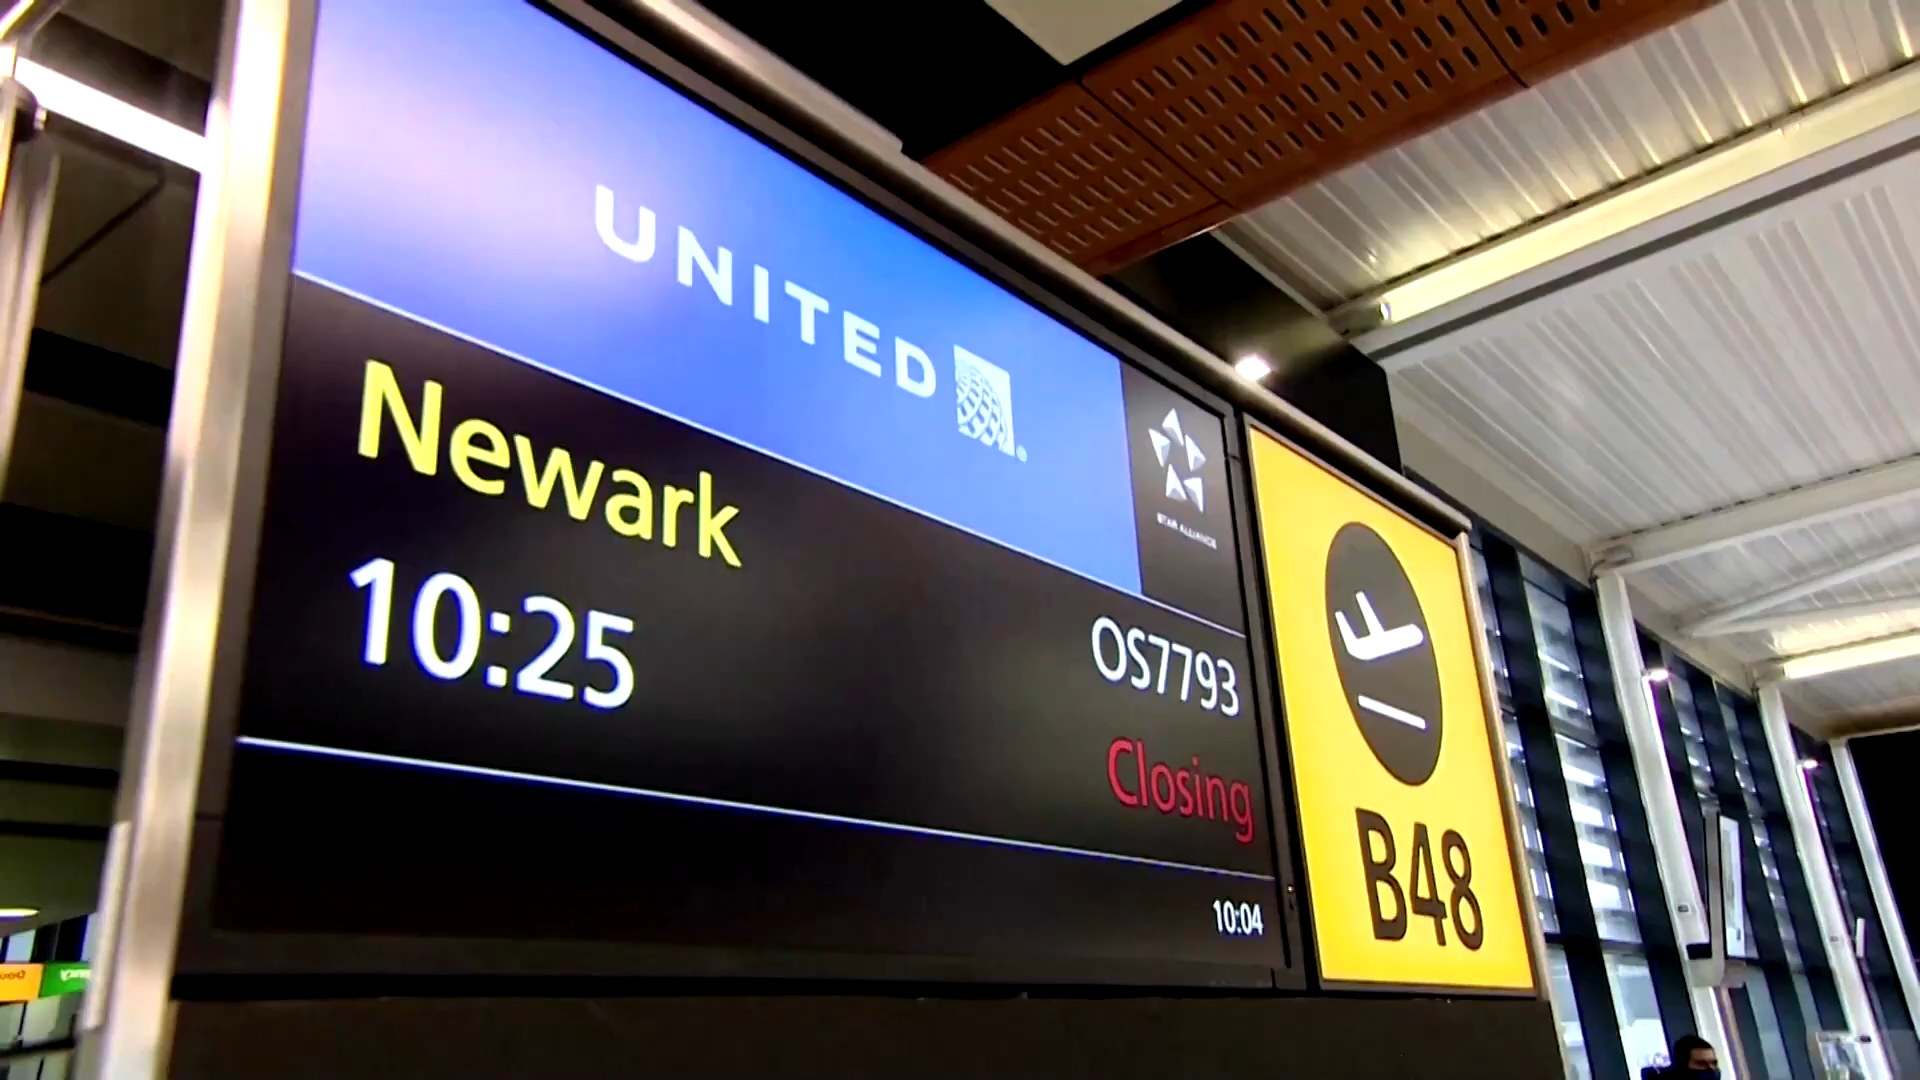 UNITED
STAR ALLIANCE
Newark
10:25
OS7793
Closing
10:04
B48